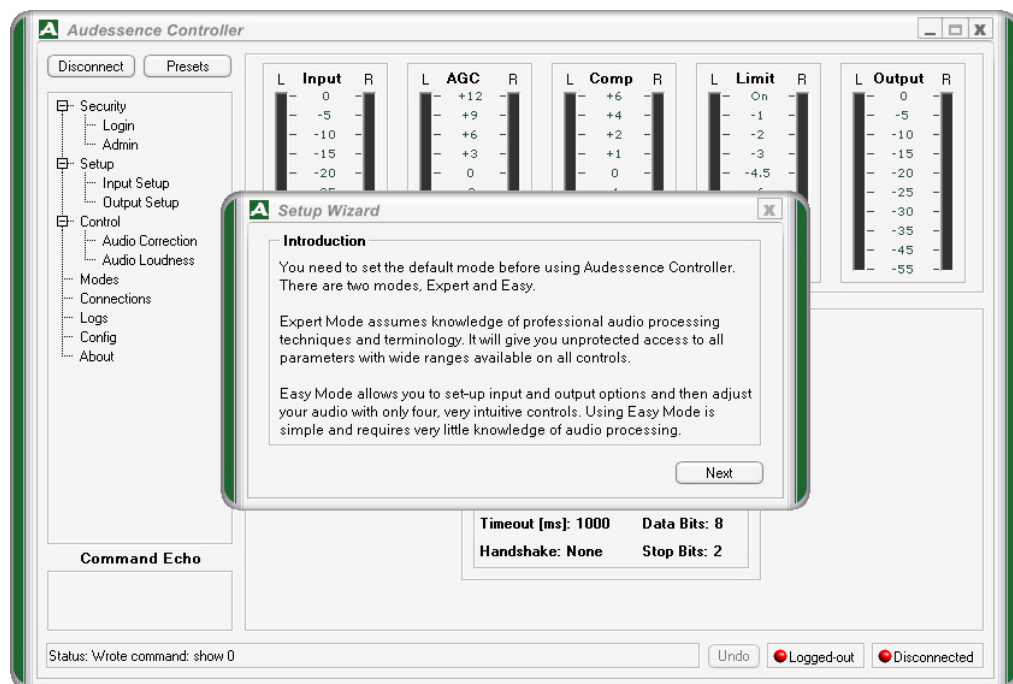 Audessence Controller
Disconnect Presets
Security
Login
Admin
Setup
Input Setup
Output Setup
Control
Audio Correction
Audio Loudness
Modes
Connections
Logs
Config
About
L Input R
0
-5
-10
-15
-20
L AGC R
+12
+9
+6
+3
0
L Comp R
+6
+4
+2
+1
0
L Limit R
On
-1
-2
-3
-4.5
L Output R
0
-5
-10
-15
-20
-25
-30
-35
-45
-55
Setup Wizard
Introduction
You need to set the default mode before using Audessence Controller.
There are two modes, Expert and Easy.
Expert Mode assumes knowledge of professional audio processing
techniques and terminology. It will give you unprotected access to all
parameters with wide ranges available on all controls.
Easy Mode allows you to set-up input and output options and then adjust
your audio with only four, very intuitive controls. Using Easy Mode is
simple and requires very little knowledge of audio processing.
Next
Timeout [ms]: 1000 Data Bits: 8
Handshake: None Stop Bits: 2
Command Echo
Status: Wrote command: show 0
Undo Logged-out Disconnected